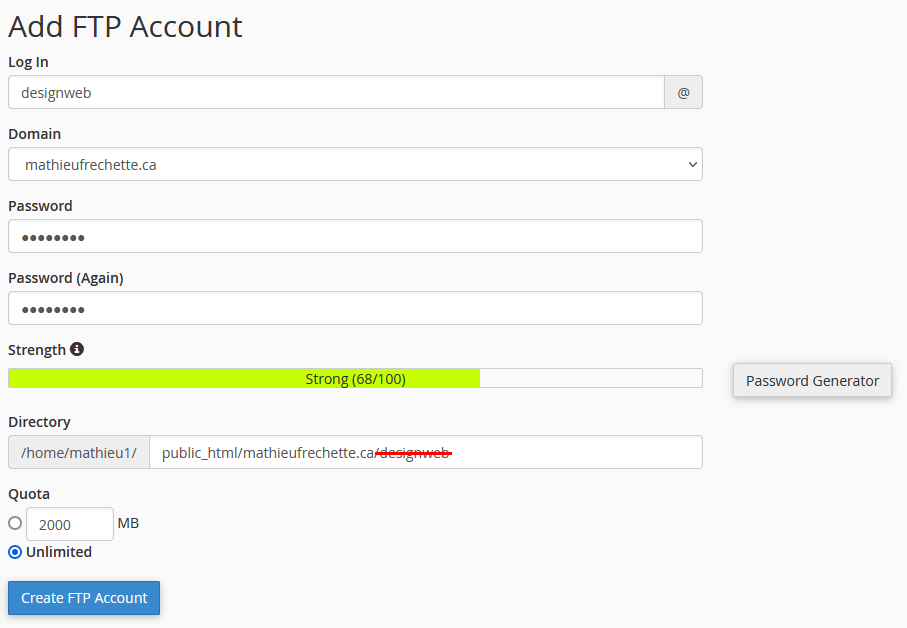 Add FTP Account
Log In
designweb @
Domain
mathieufrechette.ca
Password
••••••••
Password (Again)
••••••••
Strength
Strong (68/100)
Password Generator
Directory
/home/mathieu1/ public_html/mathieufrechette.ca/designweb
Quota
2000 MB
Unlimited
Create FTP Account